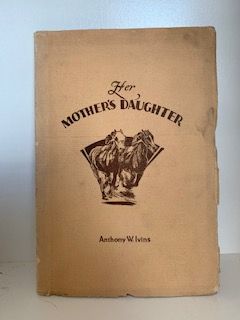 Her
MOTHER'S DAUGHTER
Anthony W. Ivins